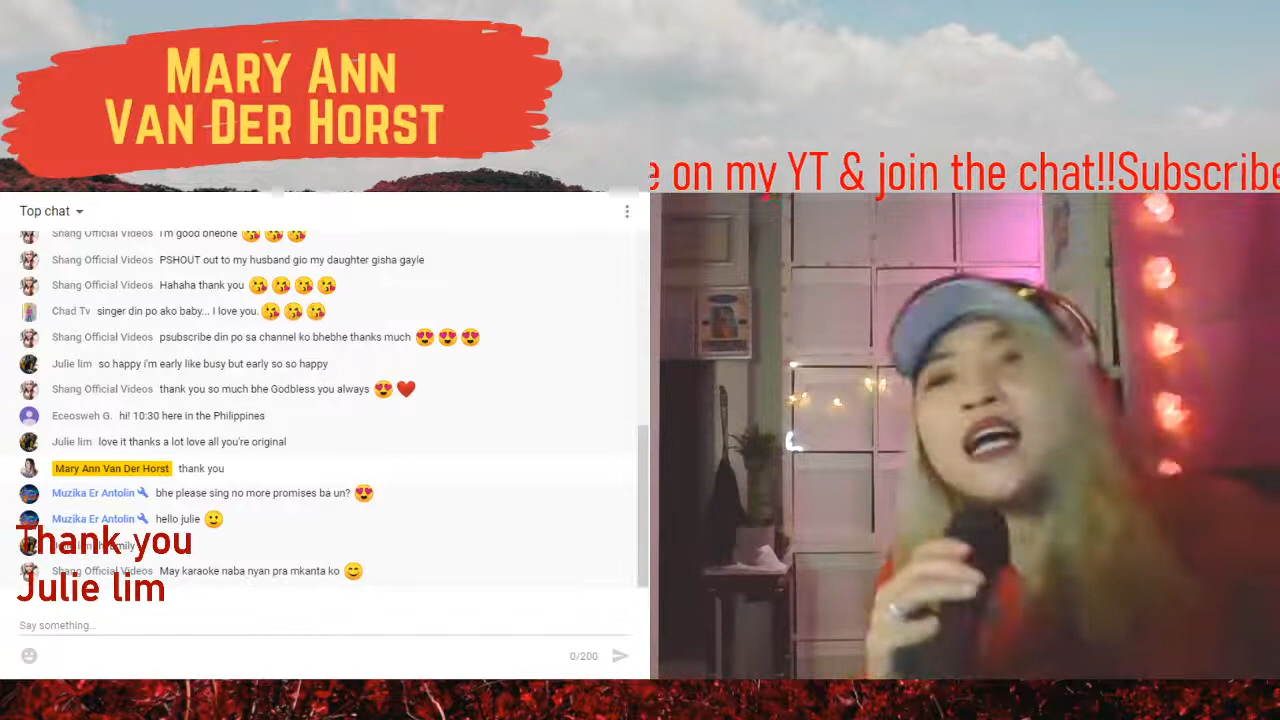 Mary Ann
Van Der Horst
e on my YT & join the chat!!Subscribe
Top chat
Shang Official Videos I'm good bhebhe
Shang Official Videos PSHOUT out to my husband gio my daughter gisha gayle
Shang Official Videos Hahaha thank you
Chad Tv singer din po ako baby... I love you.
Shang Official Videos psubscribe din po sa channel ko bhebhe thanks much
Julie lim so happy i'm early like busy but early so so happy
Shang Official Videos thank you so much bhe Godbless you always
Eceosweh G. hi! 10:30 here in the Philippines
Julie lim love it thanks a lot love all you're original
Mary Ann Van Der Horst thank you
Muzika Er Antolin bhe please sing no more promises ba un?
Muzika Er Antolin hello julie
Thank you
Shang Official Videos May karaoke naba nyan pra mkanta ko
Julie lim
Say something...
0/200